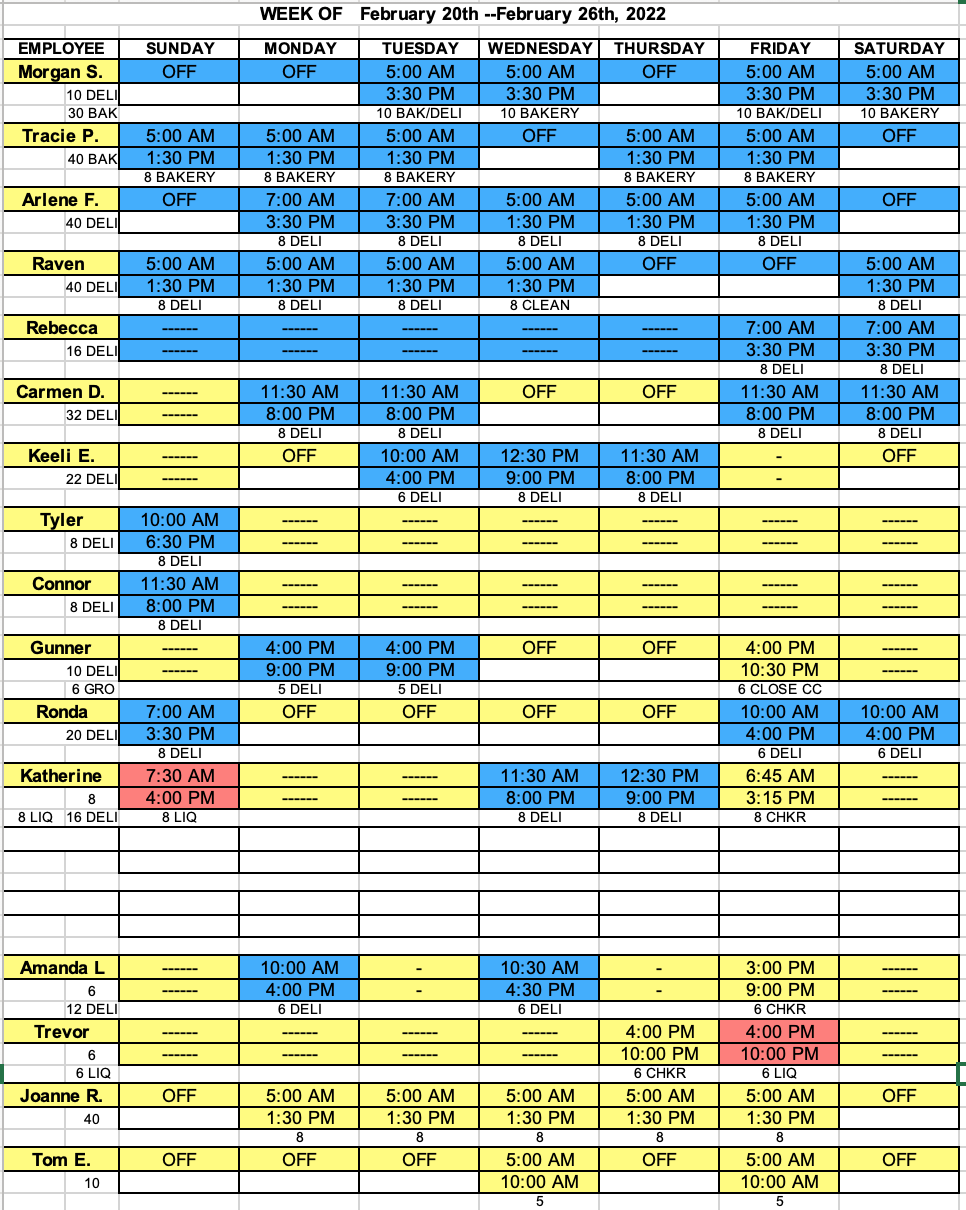 WEEK OF February 20th --February 26th, 2022
EMPLOYEE SUNDAY MONDAY TUESDAY WEDNESDAY THURSDAY FRIDAY SATURDAY
Morgan S. OFF OFF 5:00 AM 5:00 AM OFF 5:00 AM 5:00 AM
10 DELI 3:30 PM 3:30 PM 3:30 PM 3:30 PM
30 BAK 10 BAK/DELI 10 BAKERY 10 BAK/DELI 10 BAKERY
Tracie P. 5:00 AM 5:00 AM 5:00 AM OFF 5:00 AM 5:00 AM OFF
40 BAK 1:30 PM 1:30 PM 1:30 PM 1:30 PM 1:30 PM
8 BAKERY 8 BAKERY 8 BAKERY 8 BAKERY 8 BAKERY
Arlene F. OFF 7:00 AM 7:00 AM 5:00 AM 5:00 AM 5:00 AM OFF
40 DELI 3:30 PM 3:30 PM 1:30 PM 1:30 PM 1:30 PM
8 DELI 8 DELI 8 DELI 8 DELI 8 DELI
Raven 5:00 AM 5:00 AM 5:00 AM 5:00 AM OFF OFF 5:00 AM
40 DELI 1:30 PM 1:30 PM 1:30 PM 1:30 PM 1:30 PM
8 DELI 8 DELI 8 DELI 8 CLEAN 8 DELI
Rebecca ------ ------ ------ ------ ------ 7:00 AM 7:00 AM
16 DELI ------ ------ ------ ------ ------ 3:30 PM 3:30 PM
8 DELI 8 DELI
Carmen D. ------ 11:30 AM 11:30 AM OFF OFF 11:30 AM 11:30 AM
32 DELI ------ 8:00 PM 8:00 PM 8:00 PM 8:00 PM
8 DELI 8 DELI 8 DELI 8 DELI
Keeli E. ------ OFF 10:00 AM 12:30 PM 11:30 AM - OFF
22 DELI ------ 4:00 PM 9:00 PM 8:00 PM -
6 DELI 8 DELI 8 DELI
Tyler 10:00 AM ------ ------ ------ ------ ------ ------
8 DELI 6:30 PM ------ ------ ------ ------ ------ ------
8 DELI
Connor 11:30 AM ------ ------ ------ ------ ------ ------
8 DELI 8:00 PM ------ ------ ------ ------ ------ ------
8 DELI
Gunner ------ 4:00 PM 4:00 PM OFF OFF 4:00 PM ------
10 DELI ------ 9:00 PM 9:00 PM 10:30 PM ------
6 GRO 5 DELI 5 DELI 6 CLOSE CC
Ronda 7:00 AM OFF OFF OFF OFF 10:00 AM 10:00 AM
20 DELI 3:30 PM 4:00 PM 4:00 PM
8 DELI 6 DELI 6 DELI
Katherine 7:30 AM ------ ------ 11:30 AM 12:30 PM 6:45 AM ------
8 4:00 PM ------ ------ 8:00 PM 9:00 PM 3:15 PM ------
8 LIQ 16 DELI 8 LIQ 8 DELI 8 DELI 8 CHKR
Amanda L ------ 10:00 AM - 10:30 AM - 3:00 PM ------
6 ------ 4:00 PM - 4:30 PM - 9:00 PM ------
12 DELI 6 DELI 6 DELI 6 CHKR
Trevor ------ ------ ------ ------ 4:00 PM 4:00 PM ------
6 ------ ------ ------ ------ 10:00 PM 10:00 PM ------
6 LIQ 6 CHKR 6 LIQ
Joanne R. OFF 5:00 AM 5:00 AM 5:00 AM 5:00 AM 5:00 AM OFF
40 1:30 PM 1:30 PM 1:30 PM 1:30 PM 1:30 PM
8 8 8 8 8
Tom E. OFF OFF OFF 5:00 AM OFF 5:00 AM OFF
10 10:00 AM 10:00 AM
5 5